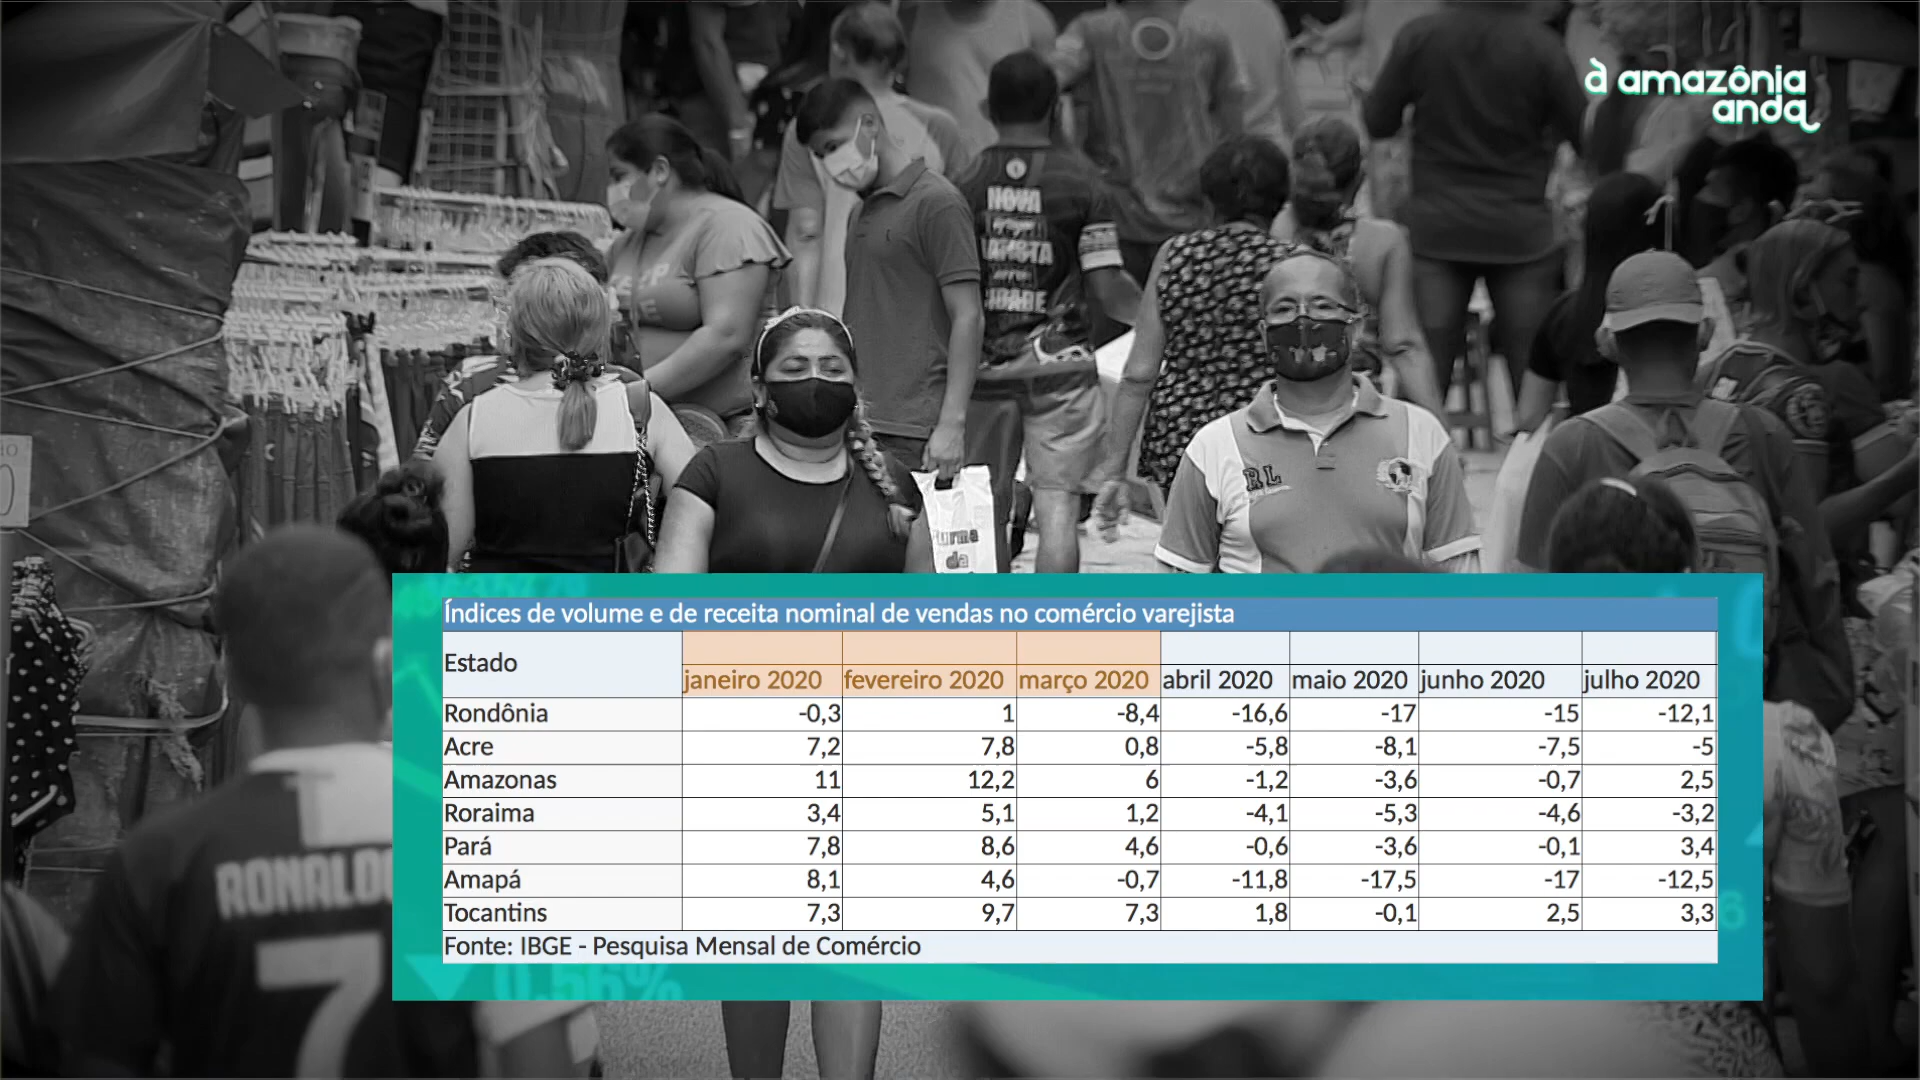 à amazônia
anda
NOVA
CIDADE
RL
da
RONALDO
7
Índices de volume e de receita nominal de vendas no comércio varejista
Estado janeiro 2020 fevereiro 2020 março 2020 abril 2020 maio 2020 junho 2020 julho 2020
Rondônia -0,3 1 -8,4 -16,6 -17 -15 -12,1
Acre 7,2 7,8 0,8 -5,8 -8,1 -7,5 -5
Amazonas 11 12,2 6 -1,2 -3,6 -0,7 2,5
Roraima 3,4 5,1 1,2 -4,1 -5,3 -4,6 -3,2
Pará 7,8 8,6 4,6 -0,6 -3,6 -0,1 3,4
Amapá 8,1 4,6 -0,7 -11,8 -17,5 -17 -12,5
Tocantins 7,3 9,7 7,3 1,8 -0,1 2,5 3,3
Fonte: IBGE - Pesquisa Mensal de Comércio
0,56%